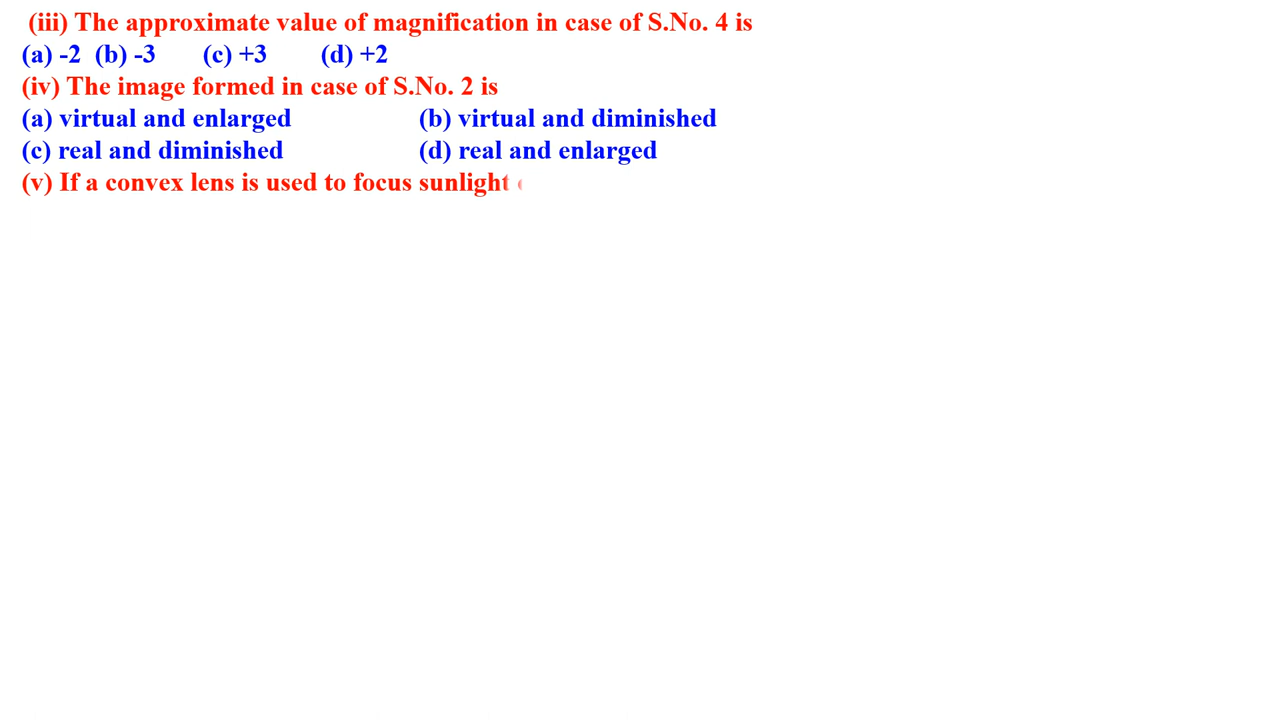 (iii) The approximate value of magnification in case of S.No. 4 is
(a) -2 (b) -3 (c) +3 (d) +2
(iv) The image formed in case of S.No. 2 is
(a) virtual and enlarged (b) virtual and diminished
(c) real and diminished (d) real and enlarged
(v) If a convex lens is used to focus sunlight